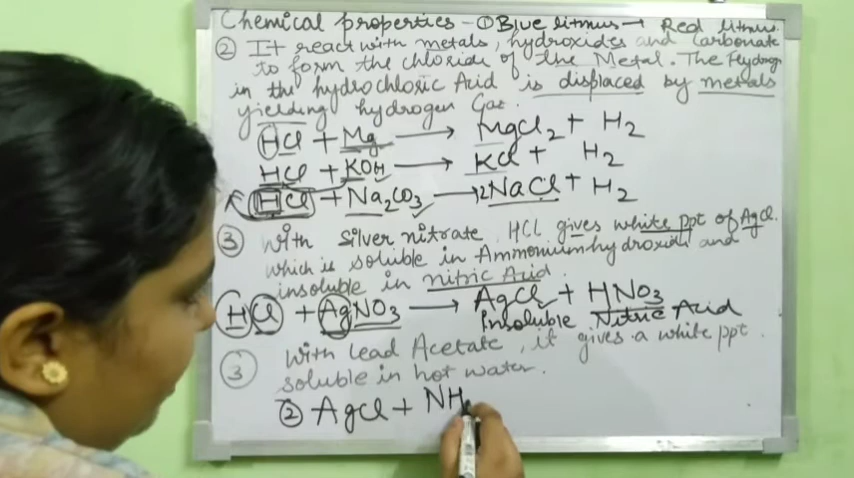 Chemical properties - ① Blue litmus → Red litmus.
② It react with metals, hydroxides and Carbonate
to form the chloride of the Metal. The Hydrog
in the hydrochloric Acid is displaced by metals
yielding hydrogen Gas.
HCl + Mg → MgCl2 + H2
HCl + KOH → KCl + H2
HCl + Na2CO3 → 2NaCl + H2
③ With Silver nitrate, HCl gives white ppt of AgCl.
which is soluble in Ammonium hydroxide and
insoluble in nitric Acid.
HCl + AgNO3 → AgCl + HNO3
Insoluble Nitric Acid
③ With lead Acetate, it gives a white ppt.
soluble in hot water.
② AgCl + NH